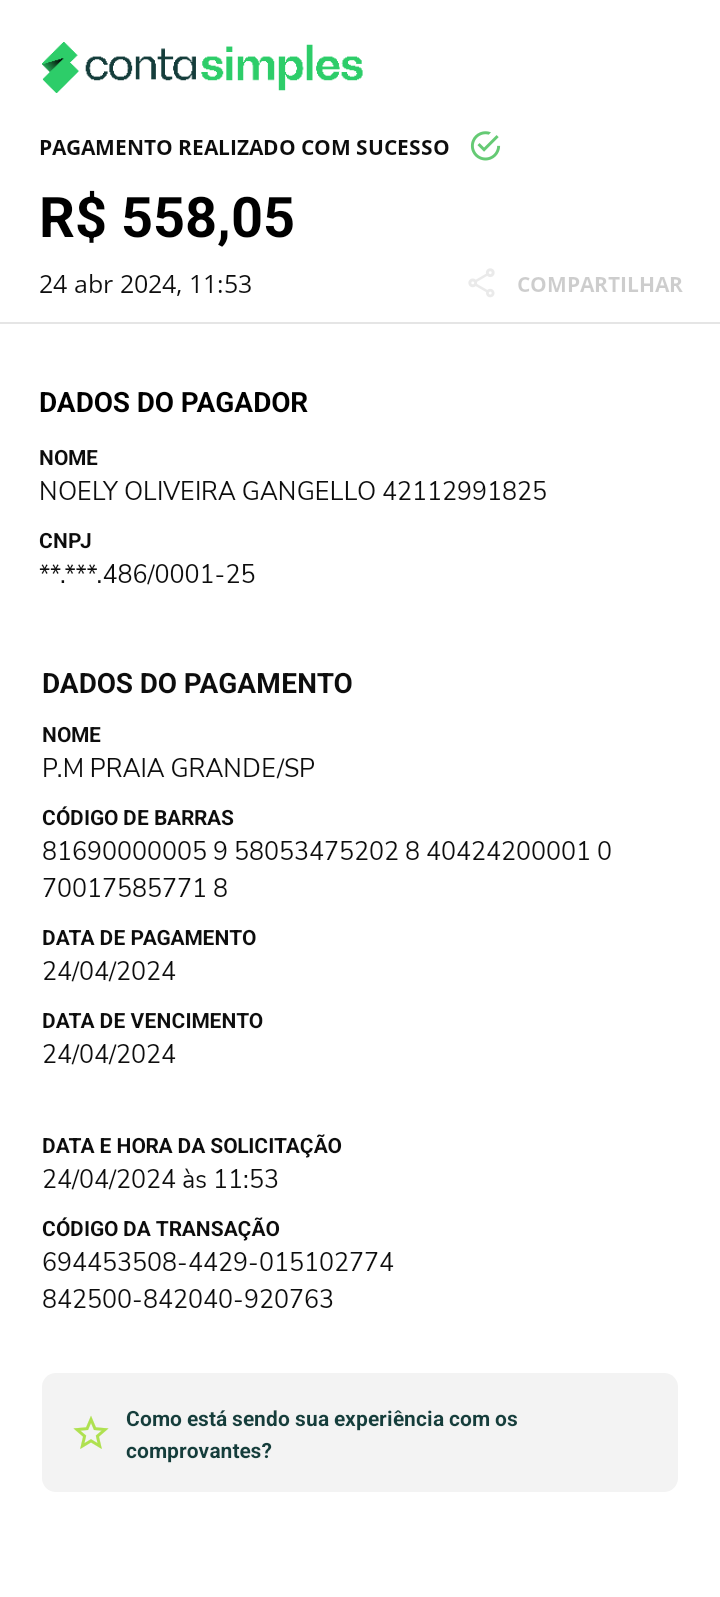 contasimples
PAGAMENTO REALIZADO COM SUCESSO
R$ 558,05
24 abr 2024, 11:53
COMPARTILHAR
DADOS DO PAGADOR
NOME
NOELY OLIVEIRA GANGELLO 42112991825
CNPJ
**.***.486/0001-25
DADOS DO PAGAMENTO
NOME
P.M PRAIA GRANDE/SP
CÓDIGO DE BARRAS
81690000005 9 58053475202 8 40424200001 0
70017585771 8
DATA DE PAGAMENTO
24/04/2024
DATA DE VENCIMENTO
24/04/2024
DATA E HORA DA SOLICITAÇÃO
24/04/2024 às 11:53
CÓDIGO DA TRANSAÇÃO
694453508-4429-015102774
842500-842040-920763
Como está sendo sua experiência com os
comprovantes?